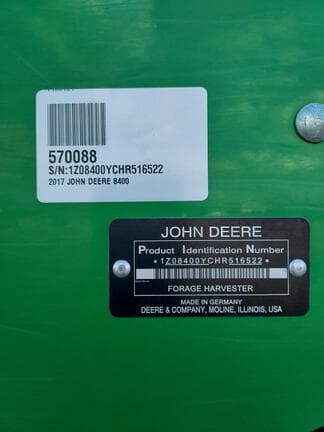 570088
S/N:1Z08400YCHR516522
2017 JOHN DEERE 8400
JOHN DEERE
Product Identification Number
*1Z08400YCHR516522*
FORAGE HARVESTER
MADE IN GERMANY
DEERE & COMPANY, MOLINE, ILLINOIS, USA